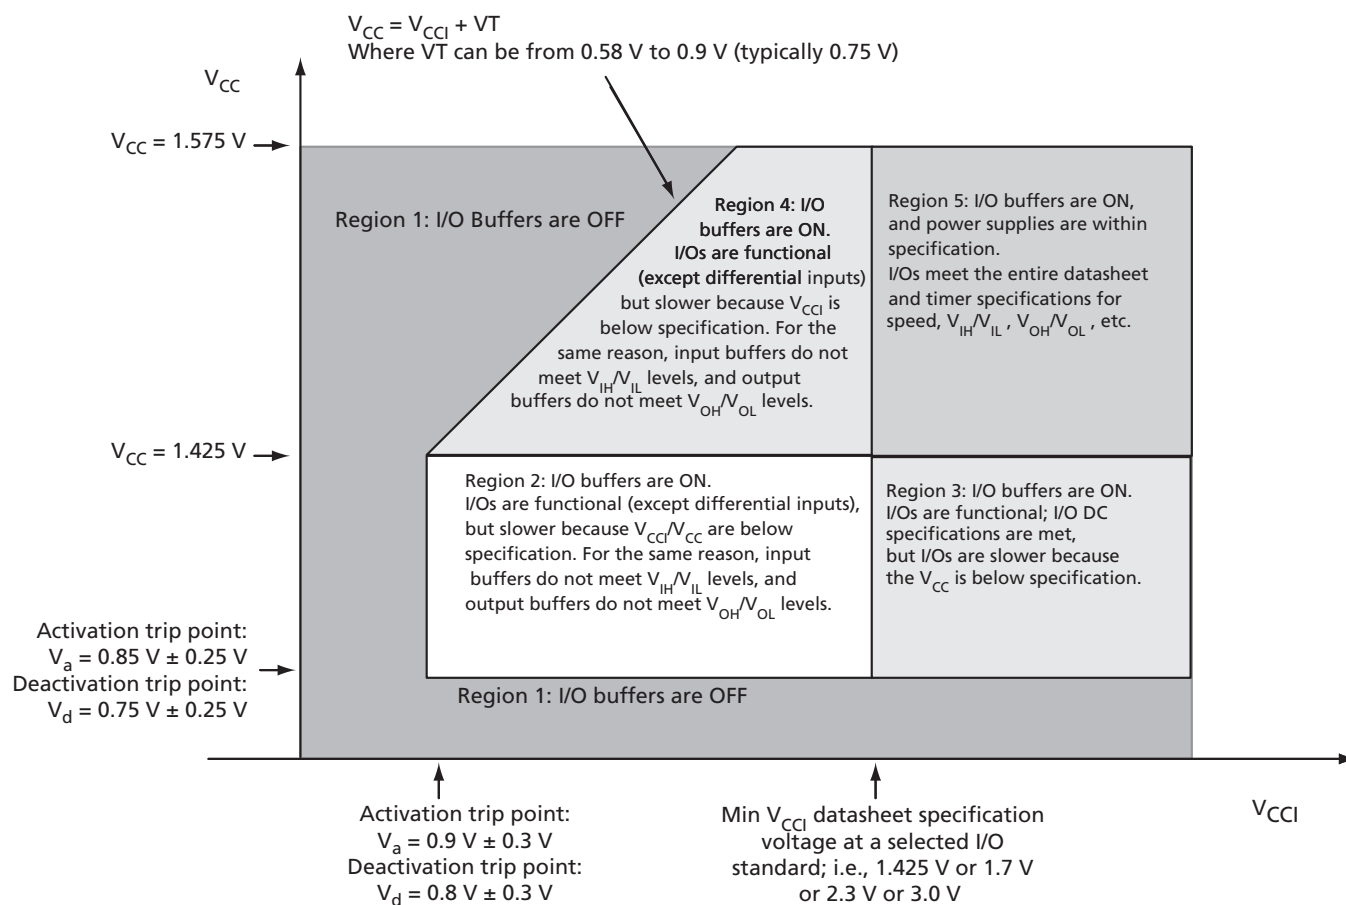 V_CC = V_CCI + VT
Where VT can be from 0.58 V to 0.9 V (typically 0.75 V)
V_CC
V_CC = 1.575 V
Region 1: I/O Buffers are OFF
Region 4: I/O
buffers are ON.
I/Os are functional
(except differential inputs)
but slower because V_CCI is
below specification. For the
same reason, input buffers do not
meet V_IH/V_IL levels, and output
buffers do not meet V_OH/V_OL levels.
Region 5: I/O buffers are ON,
and power supplies are within
specification.
I/Os meet the entire datasheet
and timer specifications for
speed, V_IH/V_IL , V_OH/V_OL , etc.
V_CC = 1.425 V
Region 2: I/O buffers are ON.
I/Os are functional (except differential inputs),
but slower because V_CCI/V_CC are below
specification. For the same reason, input
buffers do not meet V_IH/V_IL levels, and
output buffers do not meet V_OH/V_OL levels.
Region 3: I/O buffers are ON.
I/Os are functional; I/O DC
specifications are met,
but I/Os are slower because
the V_CC is below specification.
Activation trip point:
V_a = 0.85 V ± 0.25 V
Deactivation trip point:
V_d = 0.75 V ± 0.25 V
Region 1: I/O buffers are OFF
Activation trip point:
V_a = 0.9 V ± 0.3 V
Deactivation trip point:
V_d = 0.8 V ± 0.3 V
Min V_CCI datasheet specification
voltage at a selected I/O
standard; i.e., 1.425 V or 1.7 V
or 2.3 V or 3.0 V
V_CCI